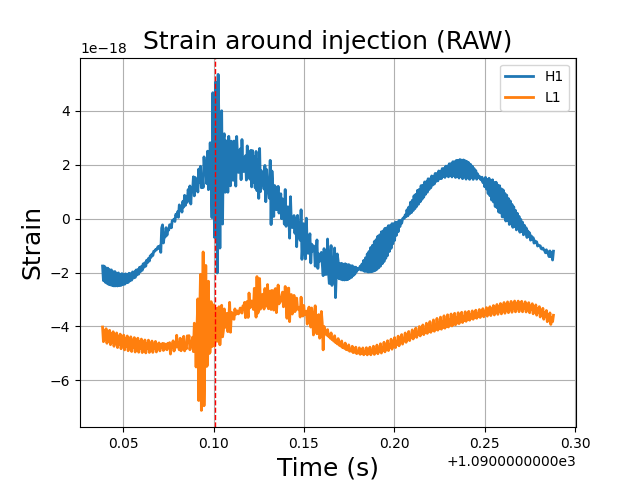 Strain around injection (RAW)
1e−18
H1
L1
4
2
0
−2
−4
−6
Strain
0.05
0.10
0.15
0.20
0.25
0.30
+1.0900000000e3
Time (s)